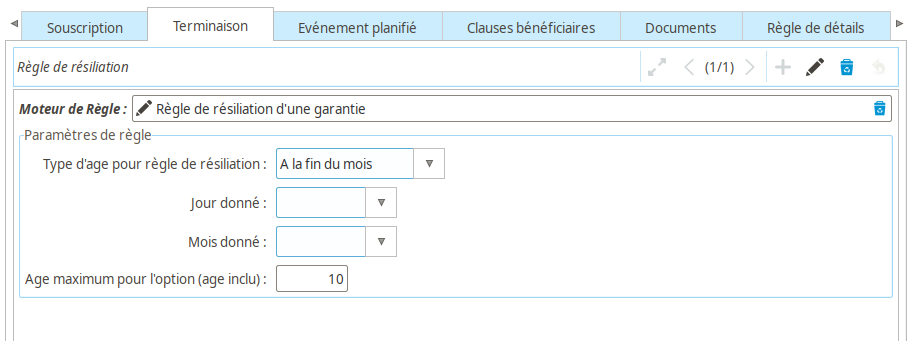 Souscription Terminaison Evénement planifié Clauses bénéficiaires Documents Règle de détails
Règle de résiliation (1/1)
Moteur de Règle : Règle de résiliation d'une garantie
Paramètres de règle
Type d'age pour règle de résiliation : A la fin du mois
Jour donné :
Mois donné :
Age maximum pour l'option (age inclu) : 10